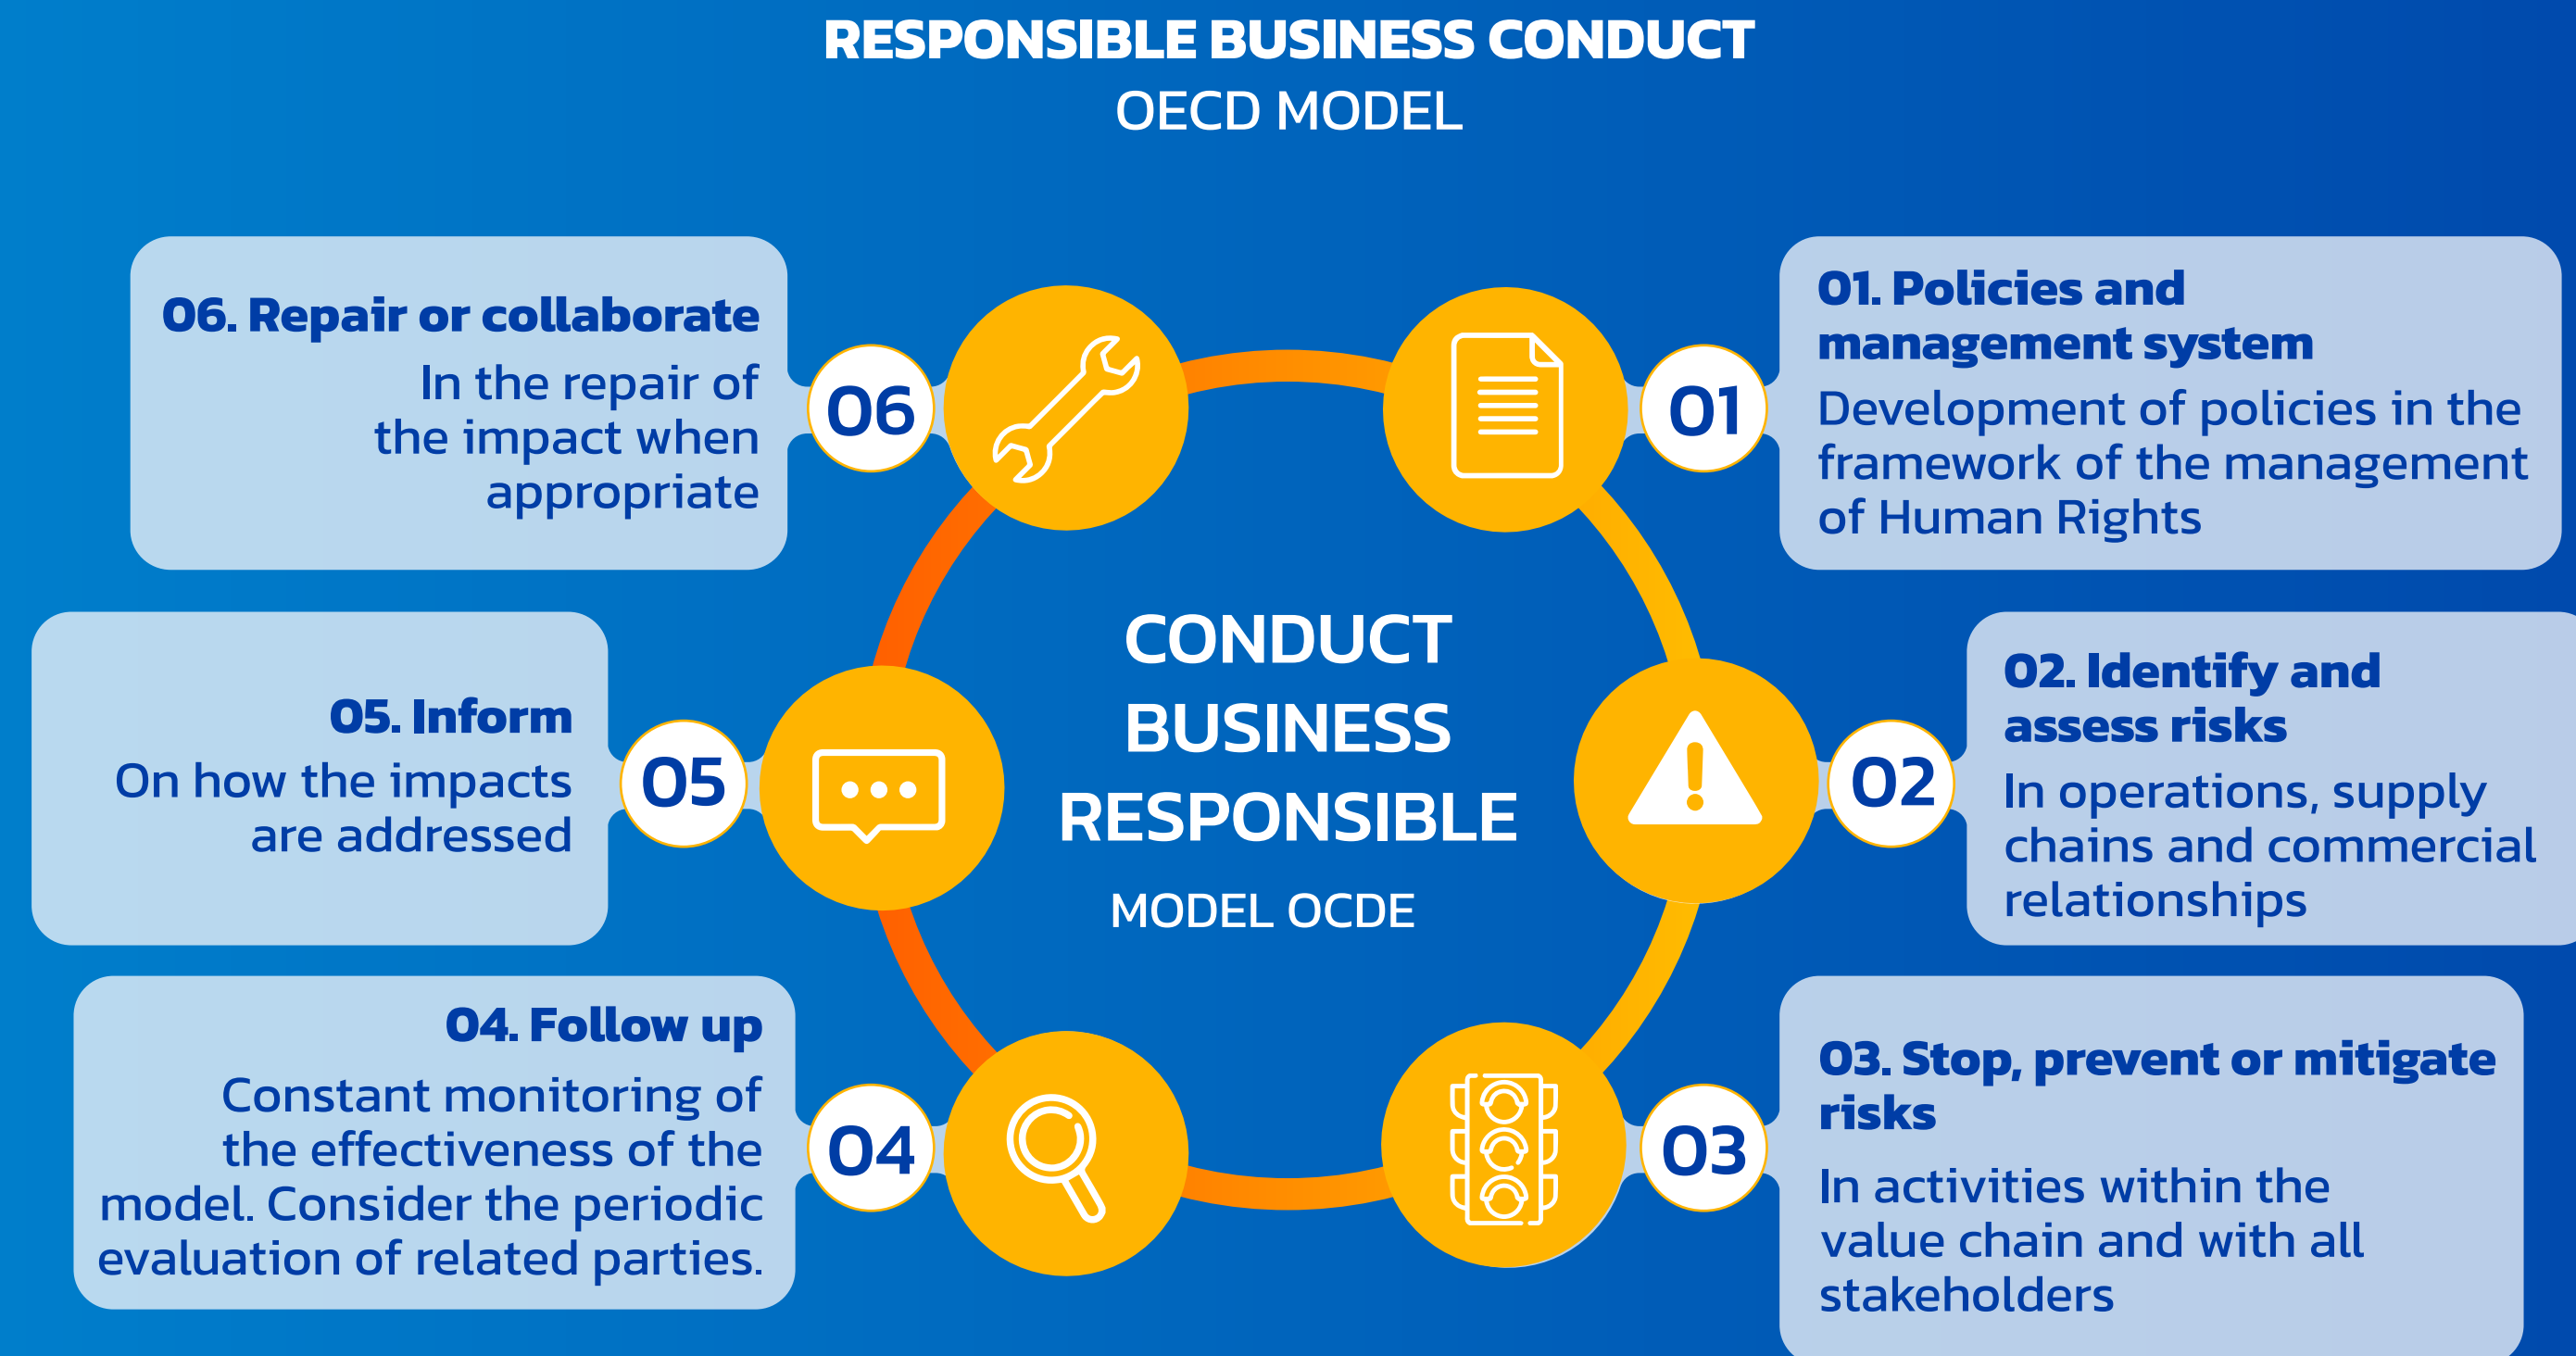 RESPONSIBLE BUSINESS CONDUCT
OECD MODEL
01. Policies and
management system
Development of policies in the
framework of the management
of Human Rights
01
02. Identify and
assess risks
In operations, supply
chains and commercial
relationships
02
03. Stop, prevent or mitigate
risks
In activities within the
value chain and with all
stakeholders
03
04. Follow up
Constant monitoring of
the effectiveness of the
model. Consider the periodic
evaluation of related parties.
04
05. Inform
On how the impacts
are addressed
05
06. Repair or collaborate
In the repair of
the impact when
appropriate
06
CONDUCT
BUSINESS
RESPONSIBLE
MODEL OCDE